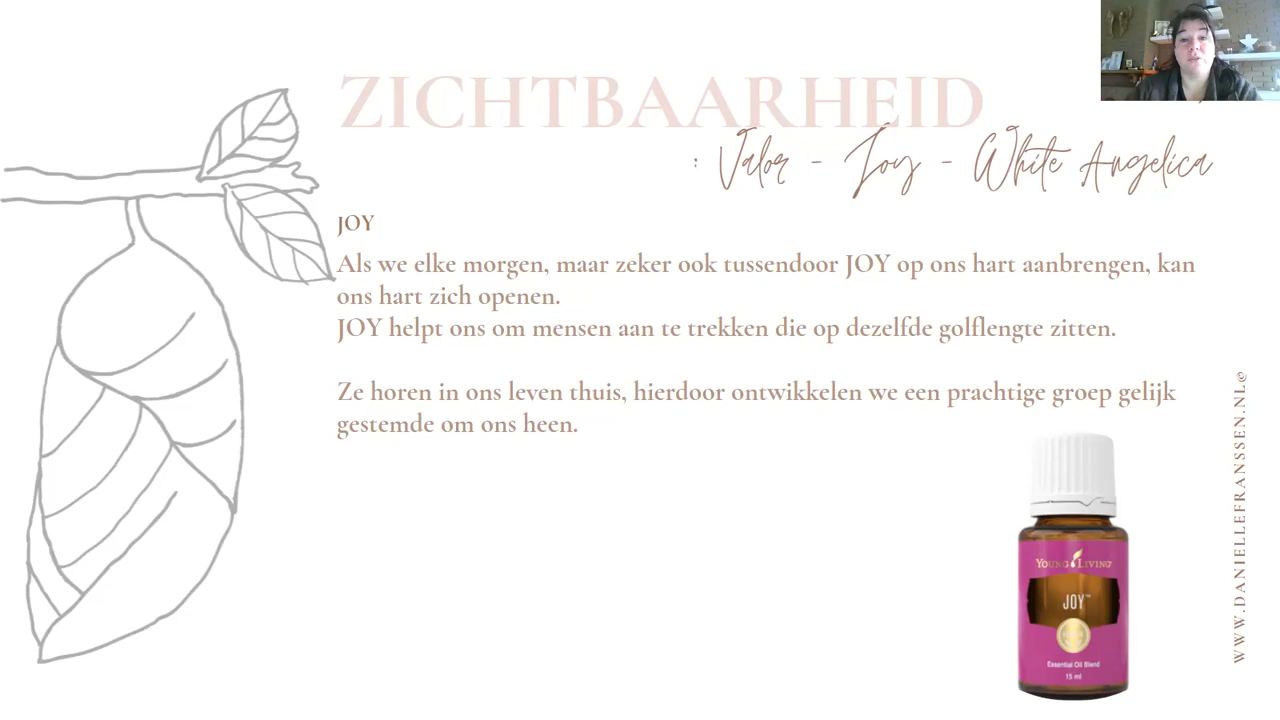 ZICHTBAARHEID
: Valor - Joy - White Angelica
JOY
Als we elke morgen, maar zeker ook tussendoor JOY op ons hart aanbrengen, kan
ons hart zich openen.
JOY helpt ons om mensen aan te trekken die op dezelfde golflengte zitten.
Ze horen in ons leven thuis, hierdoor ontwikkelen we een prachtige groep gelijk
gestemde om ons heen.
WWW.DANIELLEFRANSSEN.NL©
YOUNG LIVING
JOY™
Essential Oil Blend
15 ml